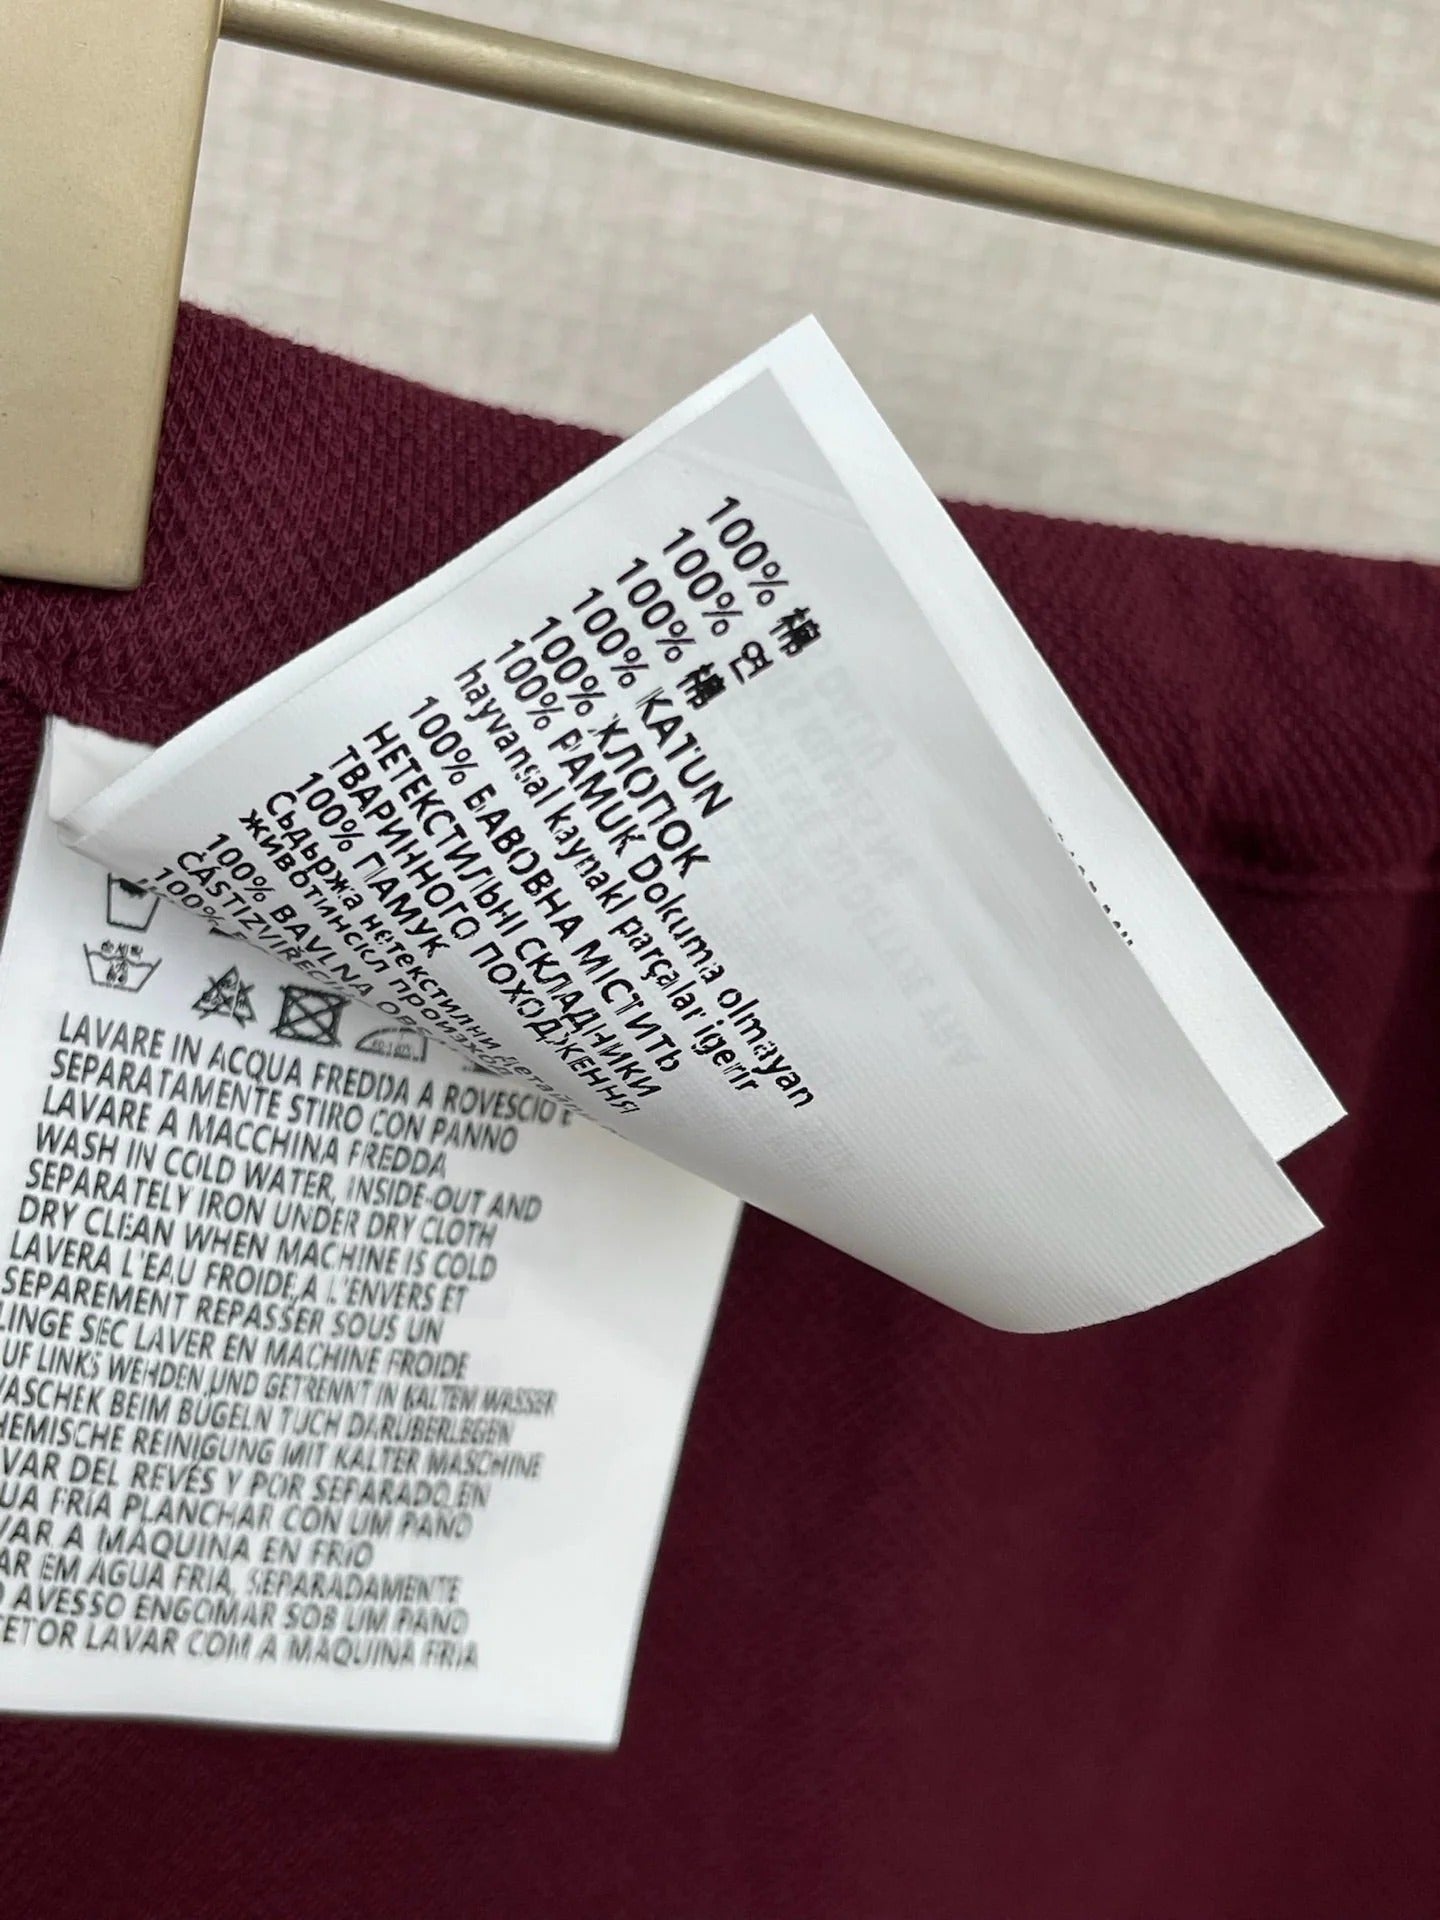 100% 棉
100% 면
100% 棉
100% KATUN
100% ХЛОПОК
100% PAMUK Dokuma olmayan
hayvansal kaynaklı parçalar içerir
100% БАВОВНА МІСТИТЬ
НЕТЕКСТИЛЬНІ СКЛАДНИКИ
ТВАРИННОГО ПОХОДЖЕННЯ
100% ПАМУК
Съдържа нетекстилни
животински
100% BAVLNA
ČÁSTI ZVÍŘECÍ
100%
LAVARE IN ACQUA FREDDA A ROVESCIO E
SEPARATAMENTE STIRO CON PANNO
LAVARE A MACCHINA FREDDA
WASH IN COLD WATER, INSIDE-OUT AND
SEPARATELY IRON UNDER DRY CLOTH
DRY CLEAN WHEN MACHINE IS COLD
LAVERA L'EAU FROIDE,A L'ENVERS ET
SEPAREMENT REPASSER SOUS UN
LINGE SEC LAVER EN MACHINE FROIDE
UF LINKS WEHDEN,UND GETRENNT IN KALTEM WASSER
WASCHEK BEIM BUGELN TUCH DARUBERLEGEN
HEMISCHE REINIGUNG MIT KALTER MASCHINE
VAR DEL REVÉS Y POR SEPARADO,EN
UA FRIA PLANCHAR CON UM PANO
VAR A MAQUINA EN FRIO
AR EM AGUA FRIA, SEPARADAMENTE
O AVESSO ENGOMAR SOB UM PANO
ETOR LAVAR COM A MAQUINA FRIA